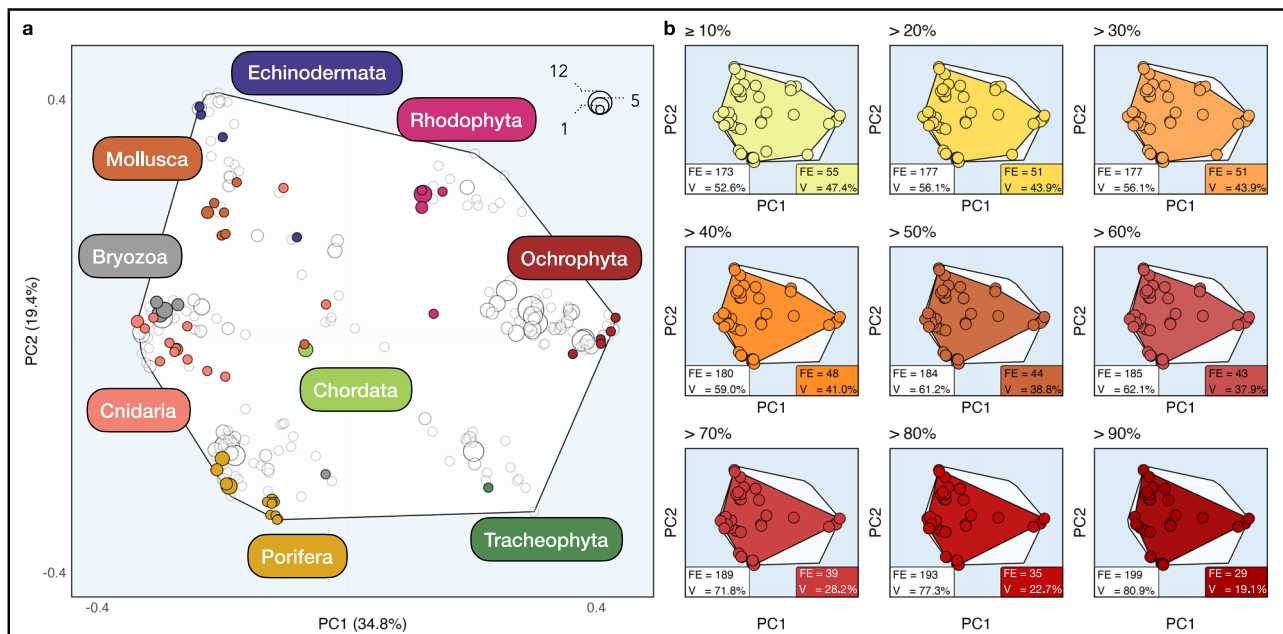 a
Echinodermata
12
5
1
0.4
Rhodophyta
Mollusca
Bryozoa
Ochrophyta
PC2 (19.4%)
Chordata
Cnidaria
Porifera
Tracheophyta
-0.4
-0.4
0.4
PC1 (34.8%)
b
≥ 10%
> 20%
> 30%
PC2
PC2
PC2
FE = 173
V = 52.6%
FE = 55
V = 47.4%
FE = 177
V = 56.1%
FE = 51
V = 43.9%
FE = 177
V = 56.1%
FE = 51
V = 43.9%
PC1
PC1
PC1
> 40%
> 50%
> 60%
PC2
PC2
PC2
FE = 180
V = 59.0%
FE = 48
V = 41.0%
FE = 184
V = 61.2%
FE = 44
V = 38.8%
FE = 185
V = 62.1%
FE = 43
V = 37.9%
PC1
PC1
PC1
> 70%
> 80%
> 90%
PC2
PC2
PC2
FE = 189
V = 71.8%
FE = 39
V = 28.2%
FE = 193
V = 77.3%
FE = 35
V = 22.7%
FE = 199
V = 80.9%
FE = 29
V = 19.1%
PC1
PC1
PC1